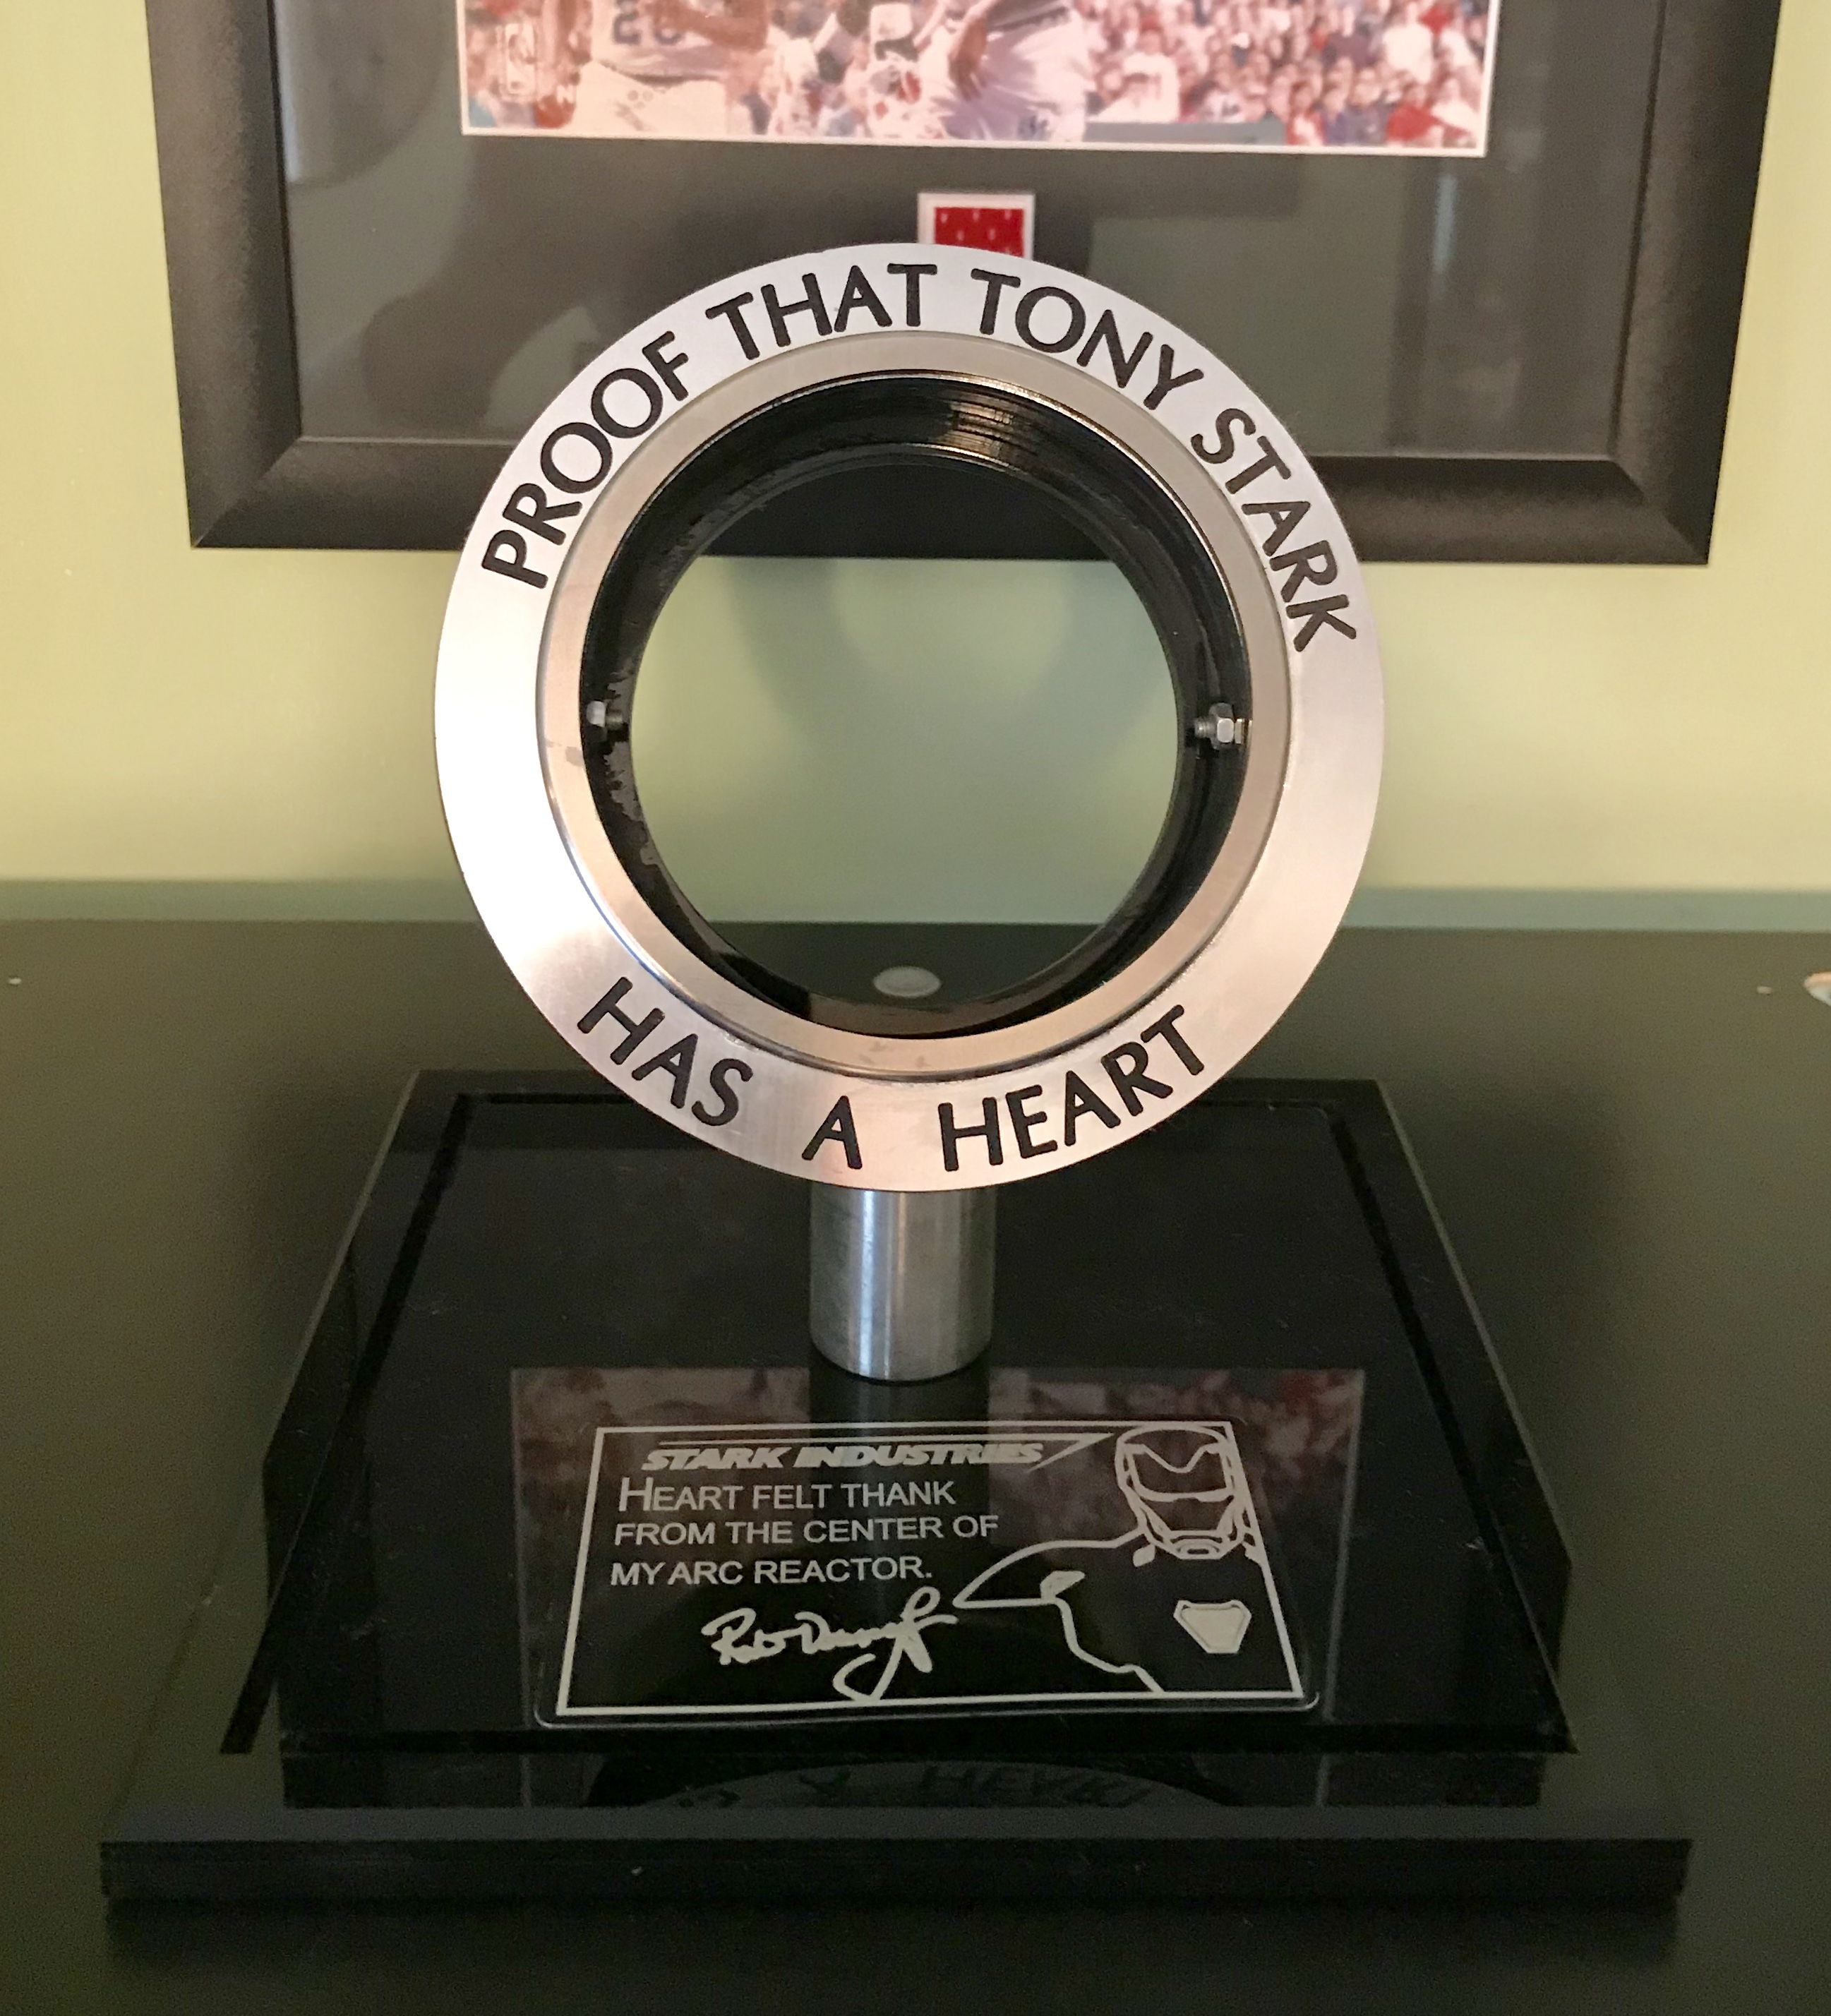 PROOF THAT TONY STARK
HAS A HEART
STARK INDUSTRIES
HEART FELT THANK
FROM THE CENTER OF
MY ARC REACTOR.